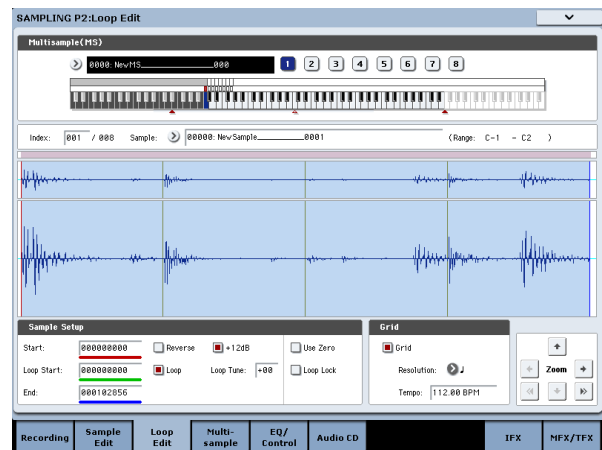 SAMPLING P2:Loop Edit
Multisample(MS)
0000: NewMS______________000
1 2 3 4 5 6 7 8
Index: 001 / 008 Sample: 00000: NewSample__________0001 (Range: C-1 - C2 )
Sample Setup
Grid
Start: 000000000 Reverse +12dB Use Zero
Grid
Loop Start: 000000000 Loop Loop Tune: +00 Loop Lock
Resolution: ♩
Zoom
End: 000102856
Tempo: 112.00 BPM
Recording
Sample Edit
Loop Edit
Multi-sample
EQ/Control
Audio CD
IFX
MFX/TFX